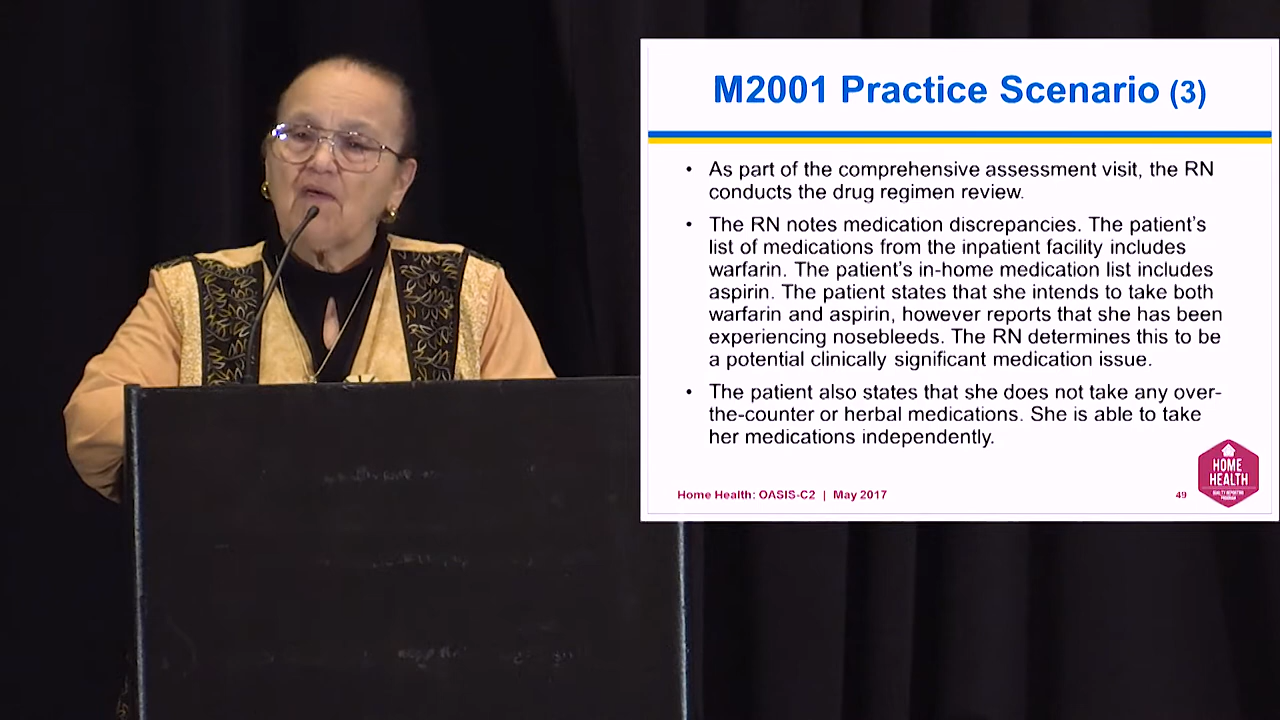 M2001 Practice Scenario (3)
• As part of the comprehensive assessment visit, the RN
conducts the drug regimen review.
• The RN notes medication discrepancies. The patient's
list of medications from the inpatient facility includes
warfarin. The patient's in-home medication list includes
aspirin. The patient states that she intends to take both
warfarin and aspirin, however reports that she has been
experiencing nosebleeds. The RN determines this to be
a potential clinically significant medication issue.
• The patient also states that she does not take any over-
the-counter or herbal medications. She is able to take
her medications independently.
Home Health: OASIS-C2 | May 2017
49
HOME
HEALTH
QUALITY REPORTING
PROGRAM